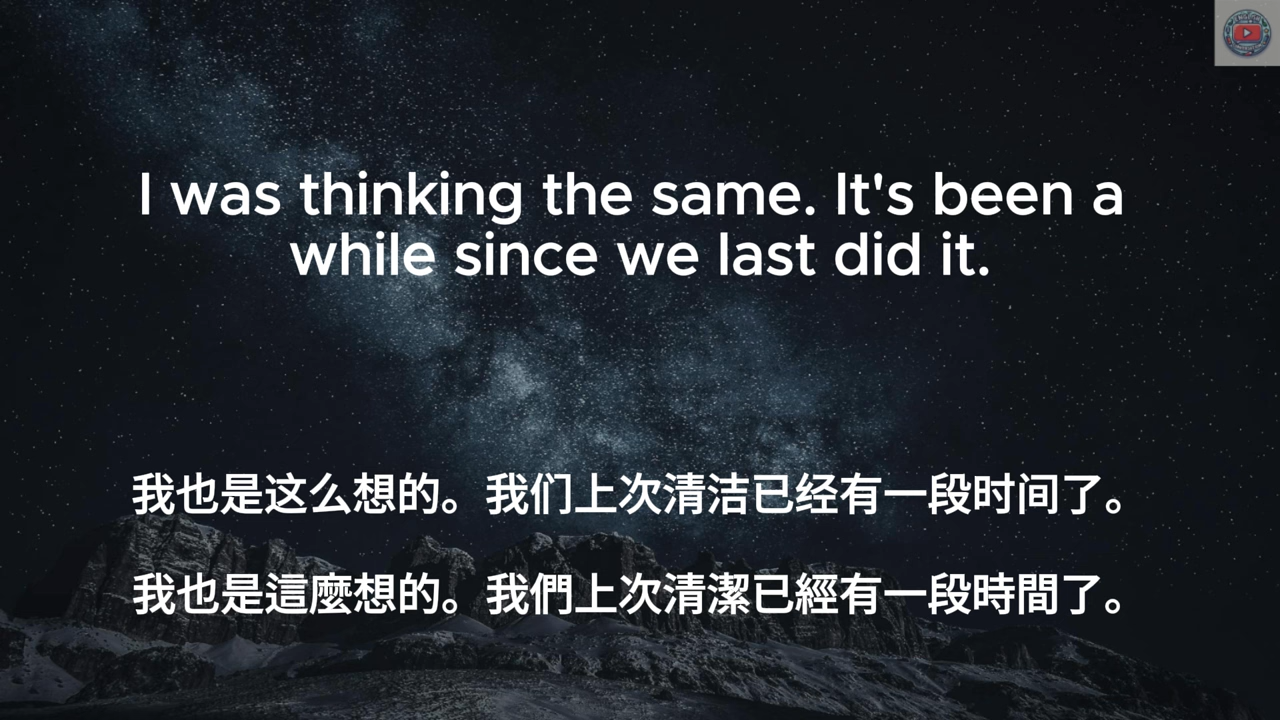 I was thinking the same. It's been a
while since we last did it.
我也是这么想的。我们上次清洁已经有一段时间了。
我也是這麼想的。我們上次清潔已經有一段時間了。